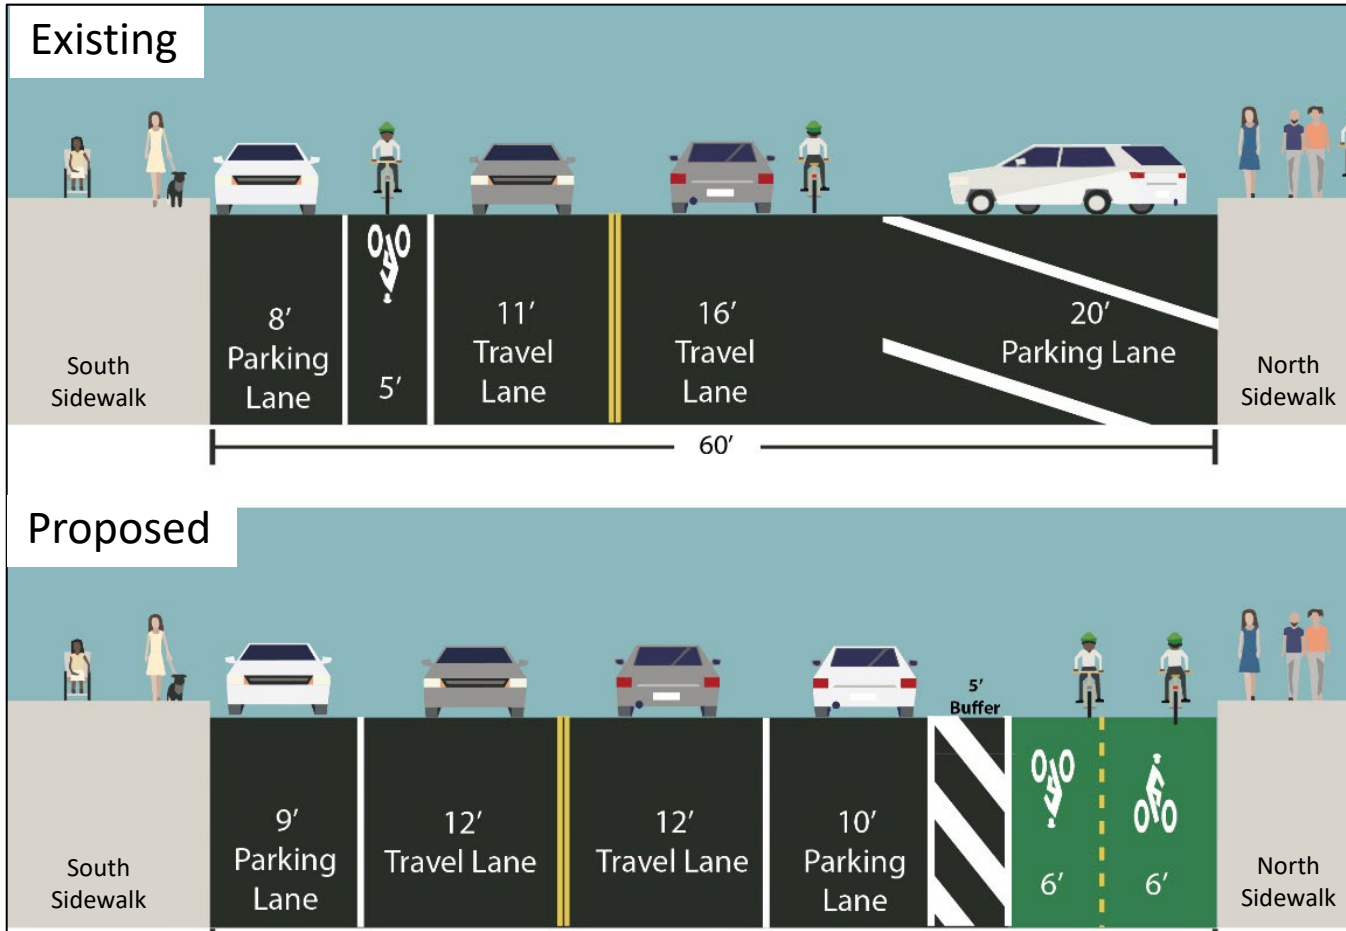 Existing
South
Sidewalk
8’
Parking
Lane
5’
11’
Travel
Lane
16’
Travel
Lane
20’
Parking Lane
North
Sidewalk
60’
Proposed
South
Sidewalk
9’
Parking
Lane
12’
Travel Lane
12’
Travel Lane
10’
Parking
Lane
5’
Buffer
6’
6’
North
Sidewalk